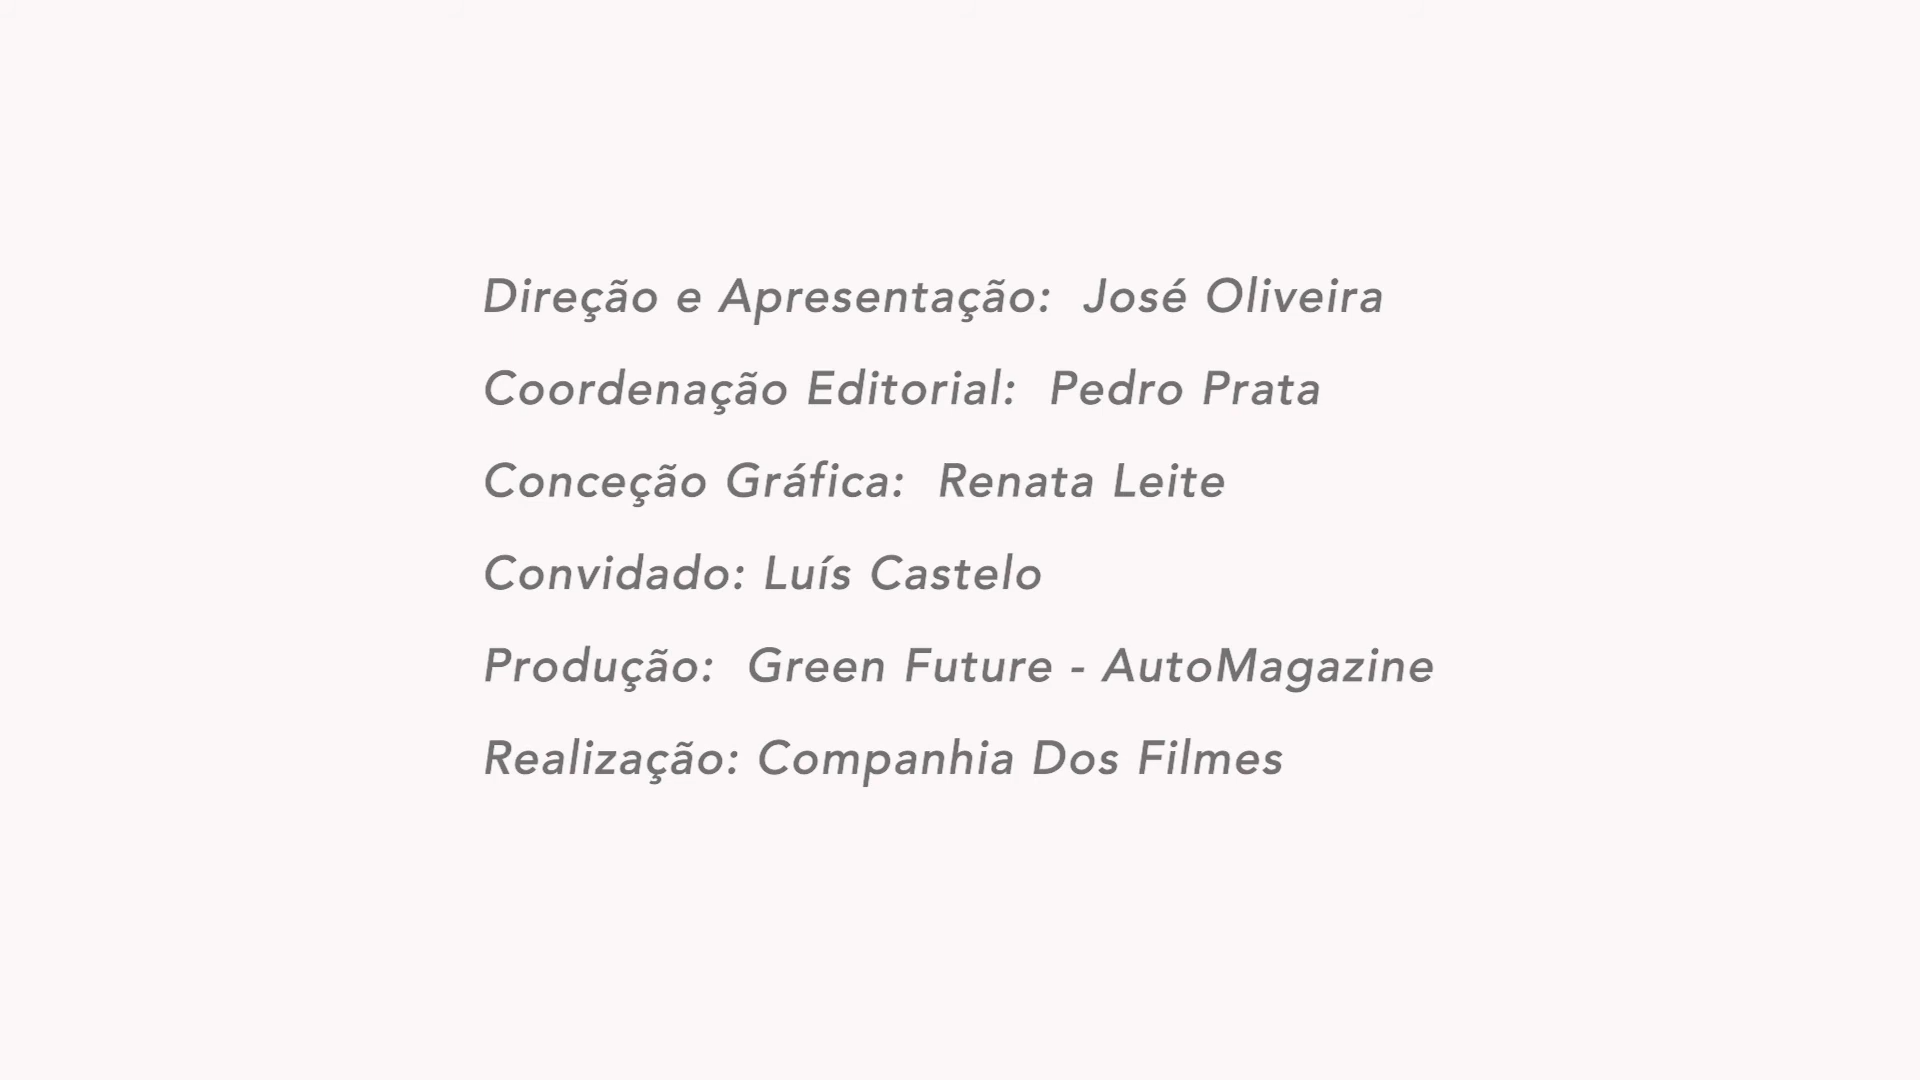 Direção e Apresentação: José Oliveira
Coordenação Editorial: Pedro Prata
Conceção Gráfica: Renata Leite
Convidado: Luís Castelo
Produção: Green Future - AutoMagazine
Realização: Companhia Dos Filmes